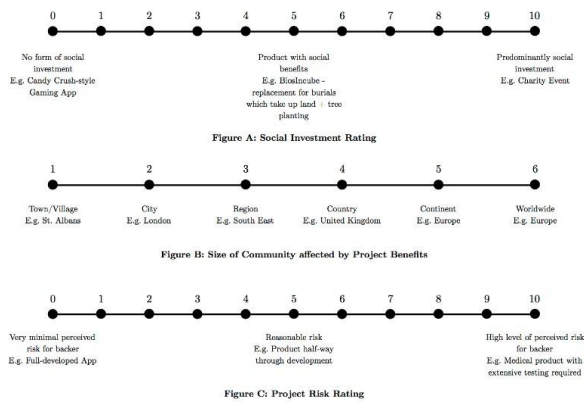 0 1 2 3 4 5 6 7 8 9 10
No form of social Product with social Predominantly social
investment benefits investment
E.g. Candy Crush-style E.g. BiosIncube - E.g. Charity Event
Gaming App replacement for burials
which take up land + tree
planting
Figure A: Social Investment Rating
1 2 3 4 5 6
Town/Village City Region Country Continent Worldwide
E.g. St. Albans E.g. London E.g. South East E.g. United Kingdom E.g. Europe E.g. Europe
Figure B: Size of Community affected by Project Benefits
0 1 2 3 4 5 6 7 8 9 10
Very minimal perceived Reasonable risk High level of perceived risk
risk for backer E.g. Product half-way for backer
E.g. Full-developed App through development E.g. Medical product with
extensive testing required
Figure C: Project Risk Rating